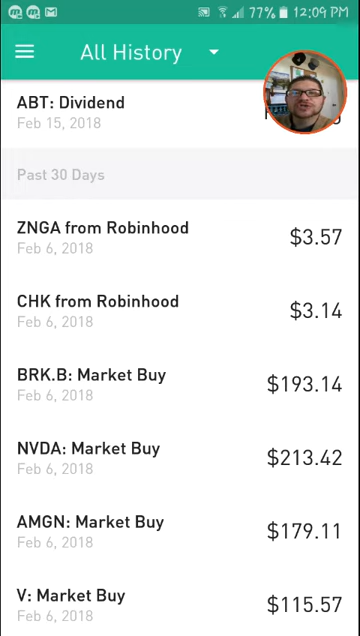 77% 12:09 PM
All History
ABT: Dividend
Feb 15, 2018
Past 30 Days
ZNGA from Robinhood
$3.57
Feb 6, 2018
CHK from Robinhood
$3.14
Feb 6, 2018
BRK.B: Market Buy
$193.14
Feb 6, 2018
NVDA: Market Buy
$213.42
Feb 6, 2018
AMGN: Market Buy
$179.11
Feb 6, 2018
V: Market Buy
$115.57
Feb 6, 2018